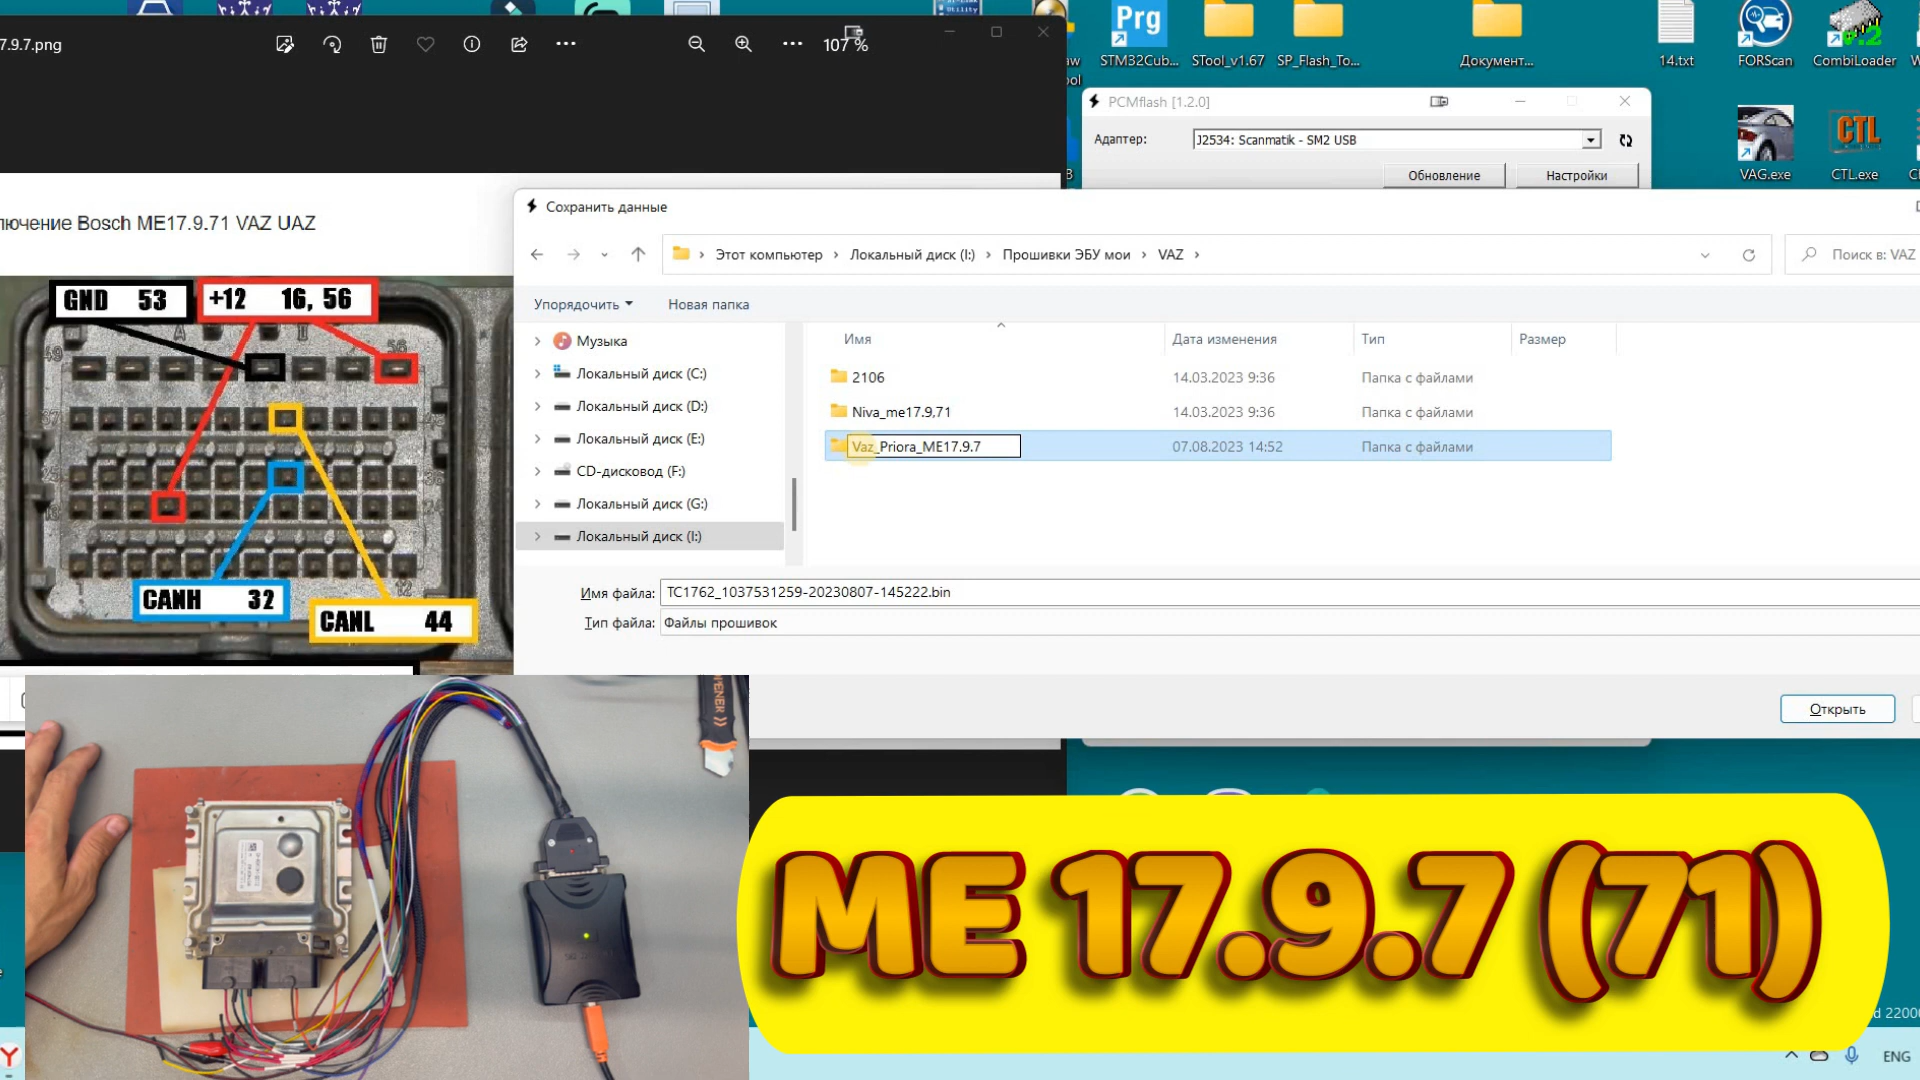 7.9.7.png
107 %
лючение Bosch ME17.9.71 VAZ UAZ
GND 53
+12 16, 56
CANH 32
CANL 44
Utility
Prg
STM32Cub...
STool_v1.67
SP_Flash_To...
Документ...
14.txt
FORScan
CombiLoader
VAG.exe
CTL
CTL.exe
PCMflash [1.2.0]
Адаптер:
J2534: Scanmatik - SM2 USB
Обновление
Настройки
Сохранить данные
Этот компьютер › Локальный диск (I:) › Прошивки ЭБУ мои › VAZ ›
Поиск в: VAZ
Упорядочить
Новая папка
Музыка
Локальный диск (C:)
Локальный диск (D:)
Локальный диск (E:)
CD-дисковод (F:)
Локальный диск (G:)
Локальный диск (I:)
Имя Дата изменения Тип Размер
2106 14.03.2023 9:36 Папка с файлами
Niva_me17.9,71 14.03.2023 9:36 Папка с файлами
Vaz_Priora_ME17.9.7 07.08.2023 14:52 Папка с файлами
Имя файла: TC1762_1037531259-20230807-145222.bin
Тип файла: Файлы прошивок
Открыть
ME 17.9.7 (71)
d 2200
ENG